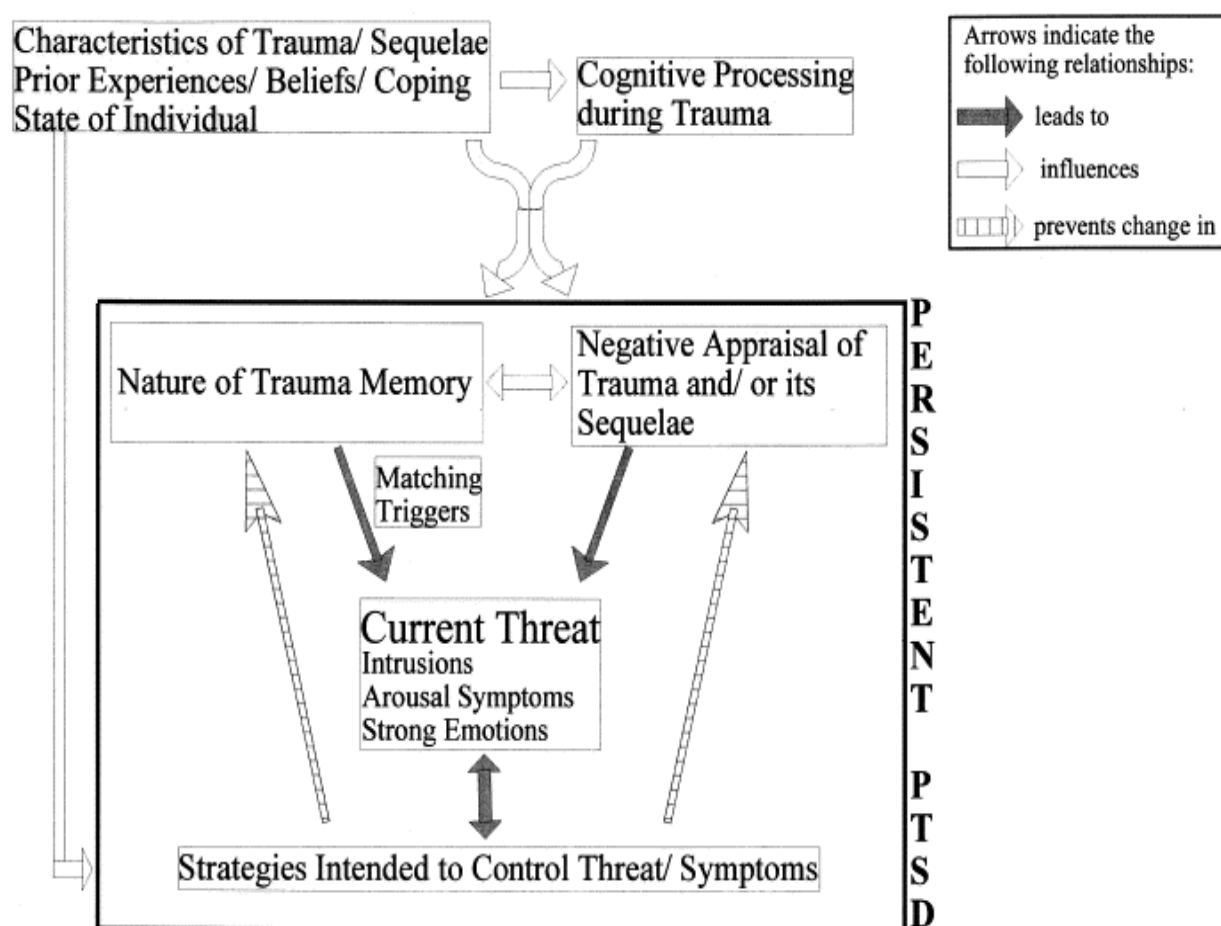 Characteristics of Trauma/ Sequelae
Prior Experiences/ Beliefs/ Coping
State of Individual
Cognitive Processing
during Trauma
Arrows indicate the
following relationships:
leads to
influences
prevents change in
Nature of Trauma Memory
Negative Appraisal of
Trauma and/ or its
Sequelae
Matching
Triggers
Current Threat
Intrusions
Arousal Symptoms
Strong Emotions
Strategies Intended to Control Threat/ Symptoms
PERSISTENT PTSD